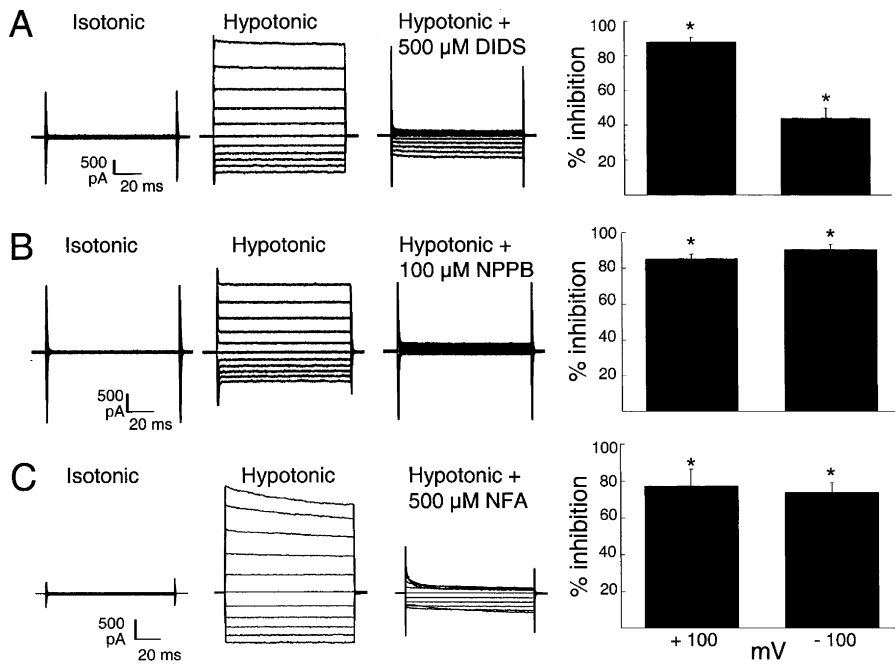 A
Isotonic
Hypotonic
Hypotonic +
500 µM DIDS
500
pA
20 ms
% inhibition
100
80
60
40
20
*
*
B
Isotonic
Hypotonic
Hypotonic +
100 µM NPPB
500
pA
20 ms
% inhibition
100
80
60
40
20
*
*
C
Isotonic
Hypotonic
Hypotonic +
500 µM NFA
500
pA
20 ms
% inhibition
100
80
60
40
20
*
*
+ 100
- 100
mV